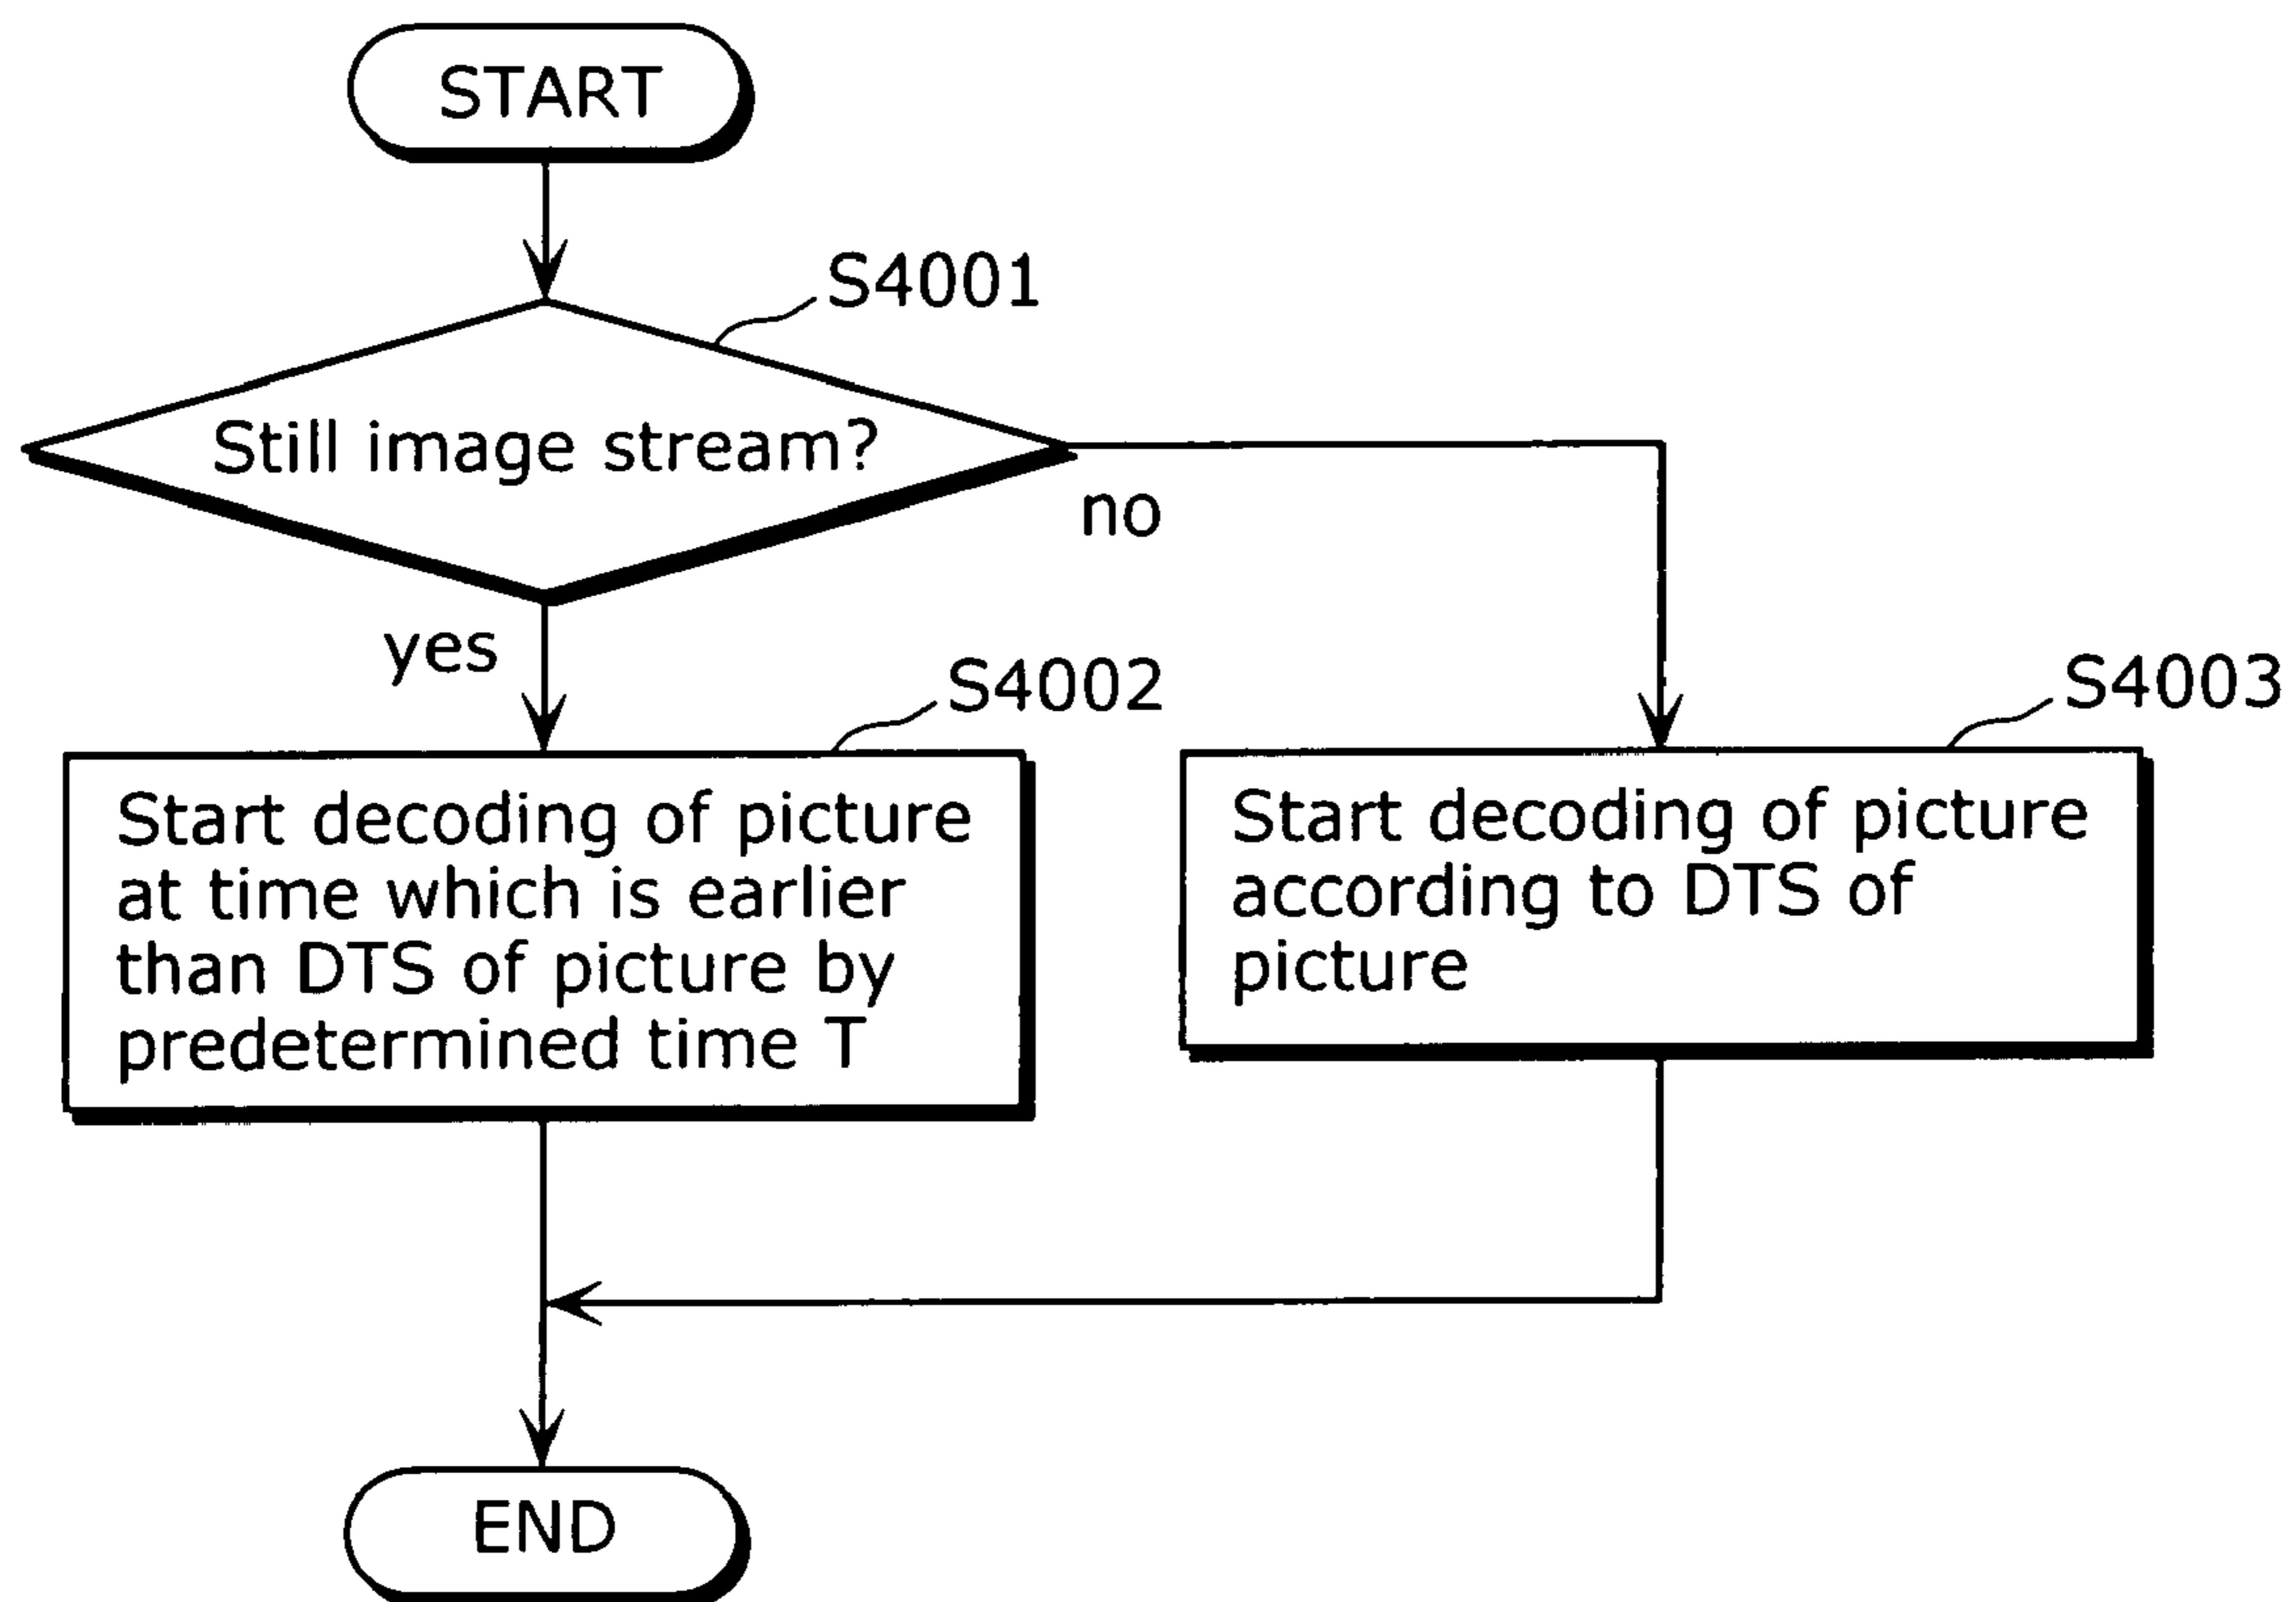 START
S4001
Still image stream?
no
yes
S4002
S4003
Start decoding of picture
at time which is earlier
than DTS of picture by
predetermined time T
Start decoding of picture
according to DTS of
picture
END